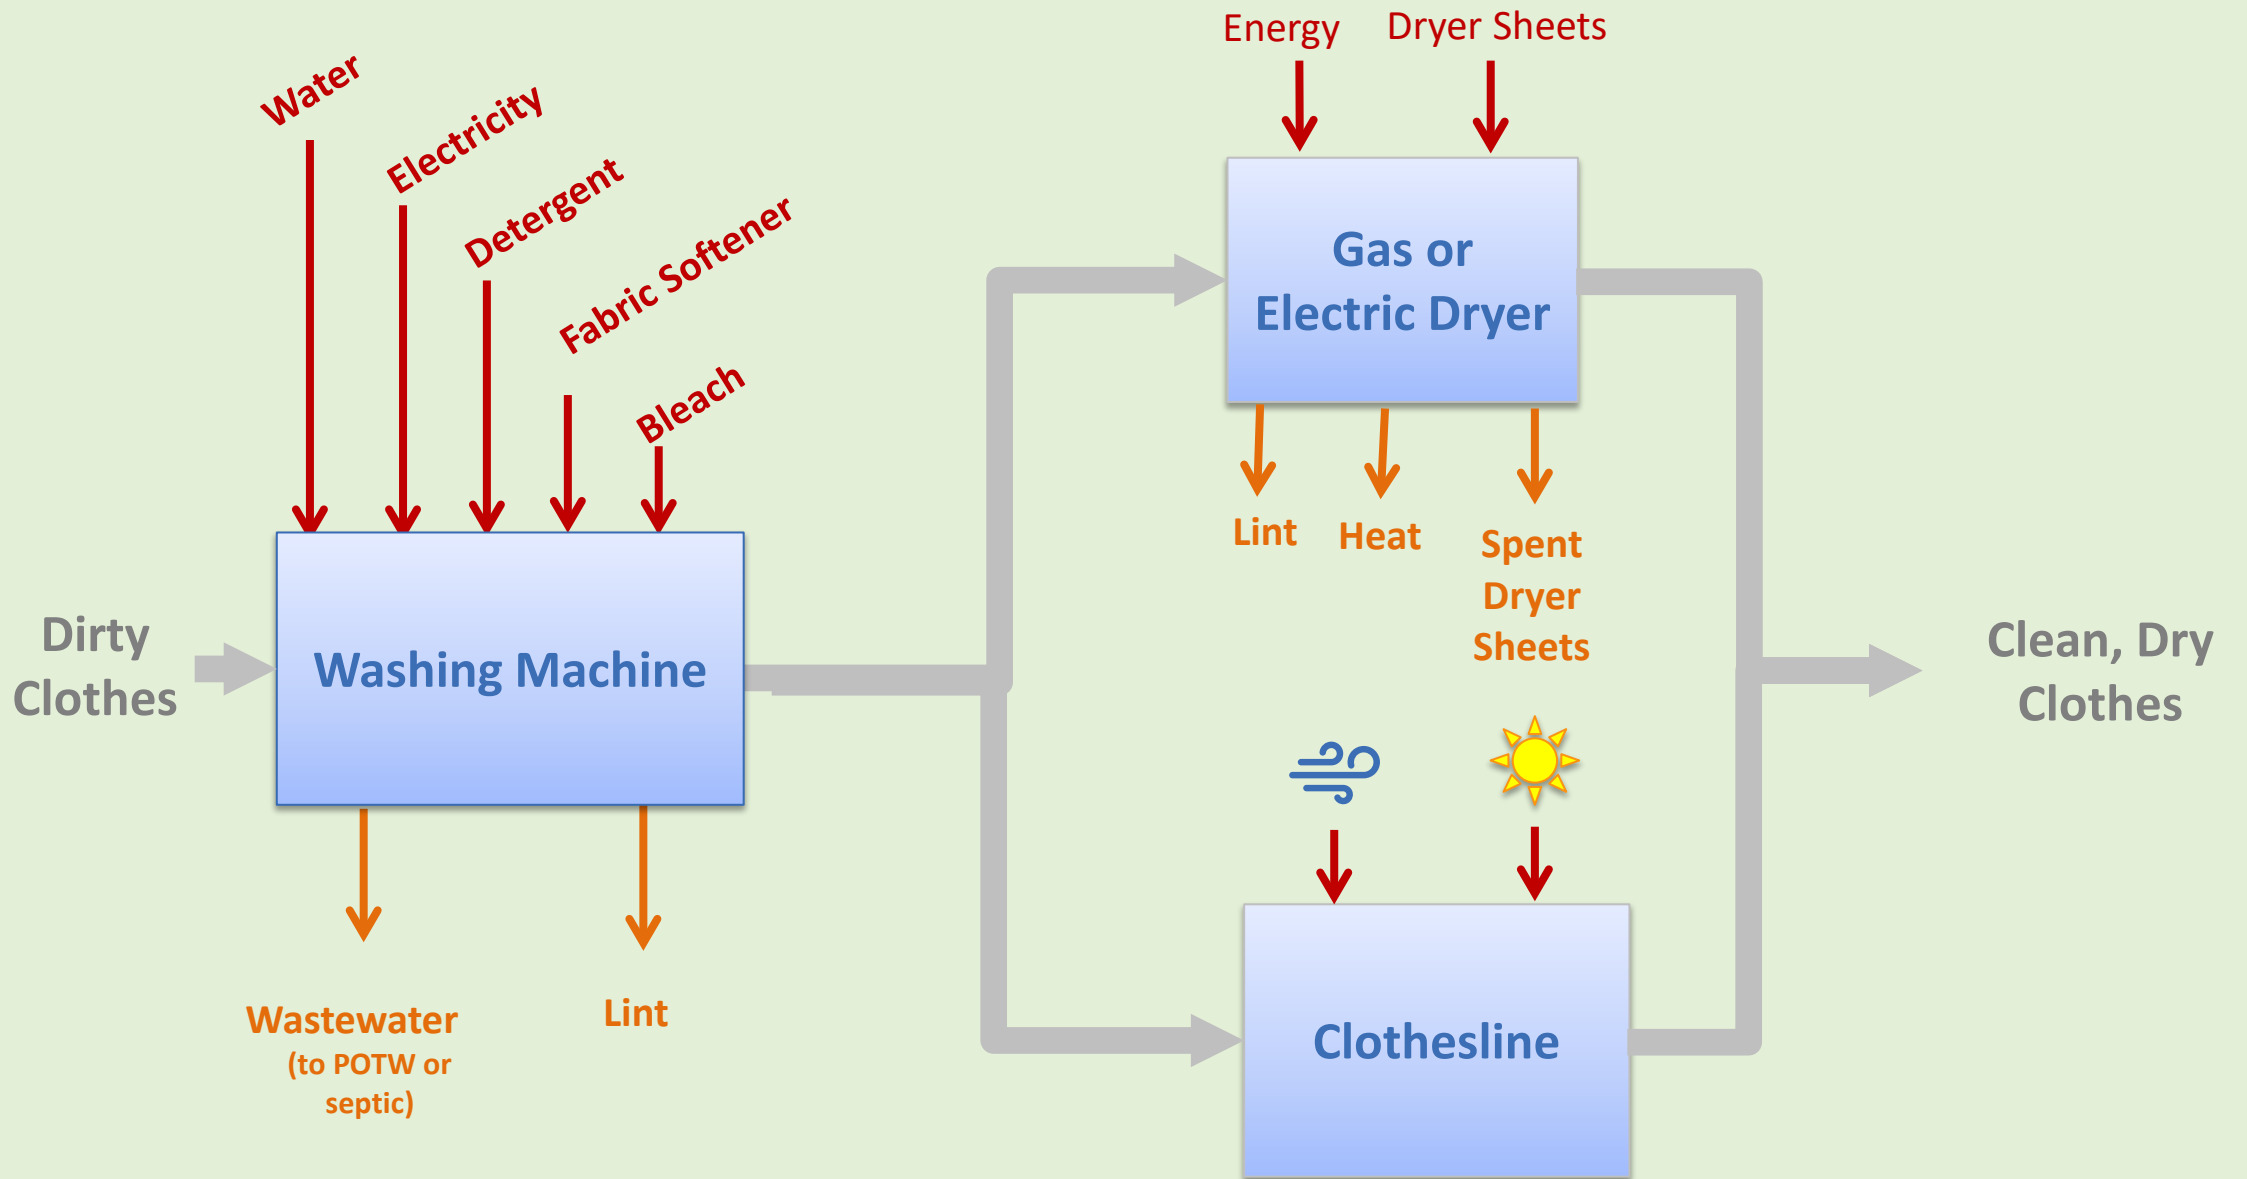 Energy
Dryer Sheets
Water
Electricity
Detergent
Fabric Softener
Bleach
Gas or
Electric Dryer
Lint
Heat
Spent
Dryer
Sheets
Dirty
Clothes
Washing Machine
Clean, Dry
Clothes
Wastewater
(to POTW or
septic)
Lint
Clothesline